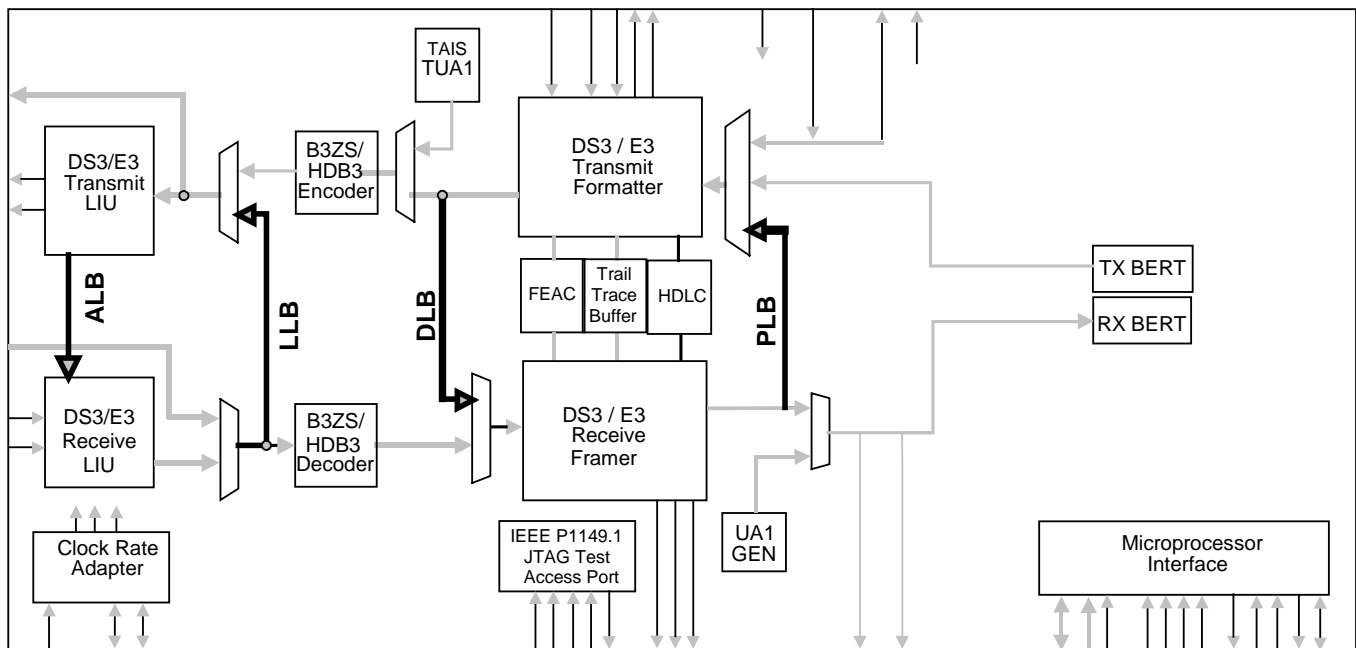 TAIS
TUA1
DS3/E3
Transmit
LIU
B3ZS/
HDB3
Encoder
DS3 / E3
Transmit
Formatter
ALB
LLB
DLB
FEAC
Trail
Trace
Buffer
HDLC
PLB
TX BERT
RX BERT
DS3/E3
Receive
LIU
B3ZS/
HDB3
Decoder
DS3 / E3
Receive
Framer
Clock Rate
Adapter
IEEE P1149.1
JTAG Test
Access Port
UA1
GEN
Microprocessor
Interface